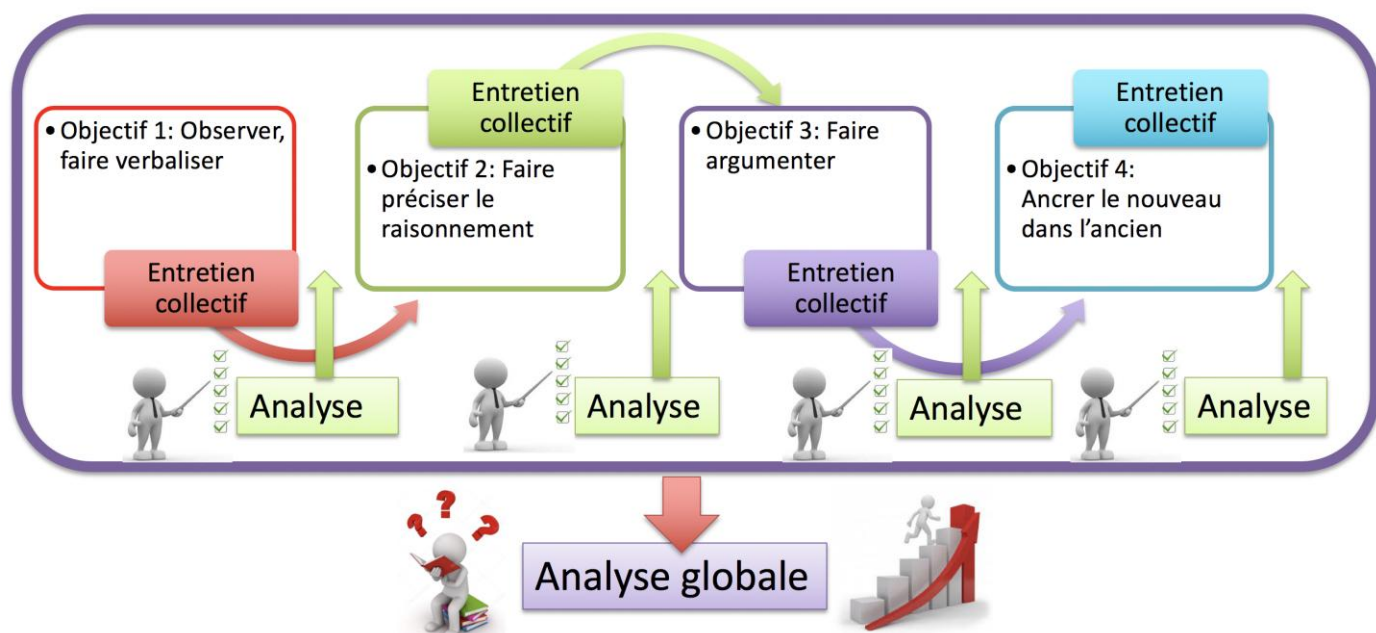 • Objectif 1: Observer,
faire verbaliser
Entretien
collectif
Entretien
collectif
• Objectif 2: Faire
préciser le
raisonnement
• Objectif 3: Faire
argumenter
Entretien
collectif
Entretien
collectif
• Objectif 4:
Ancrer le nouveau
dans l’ancien
Analyse
Analyse
Analyse
Analyse
? ? ?
Analyse globale